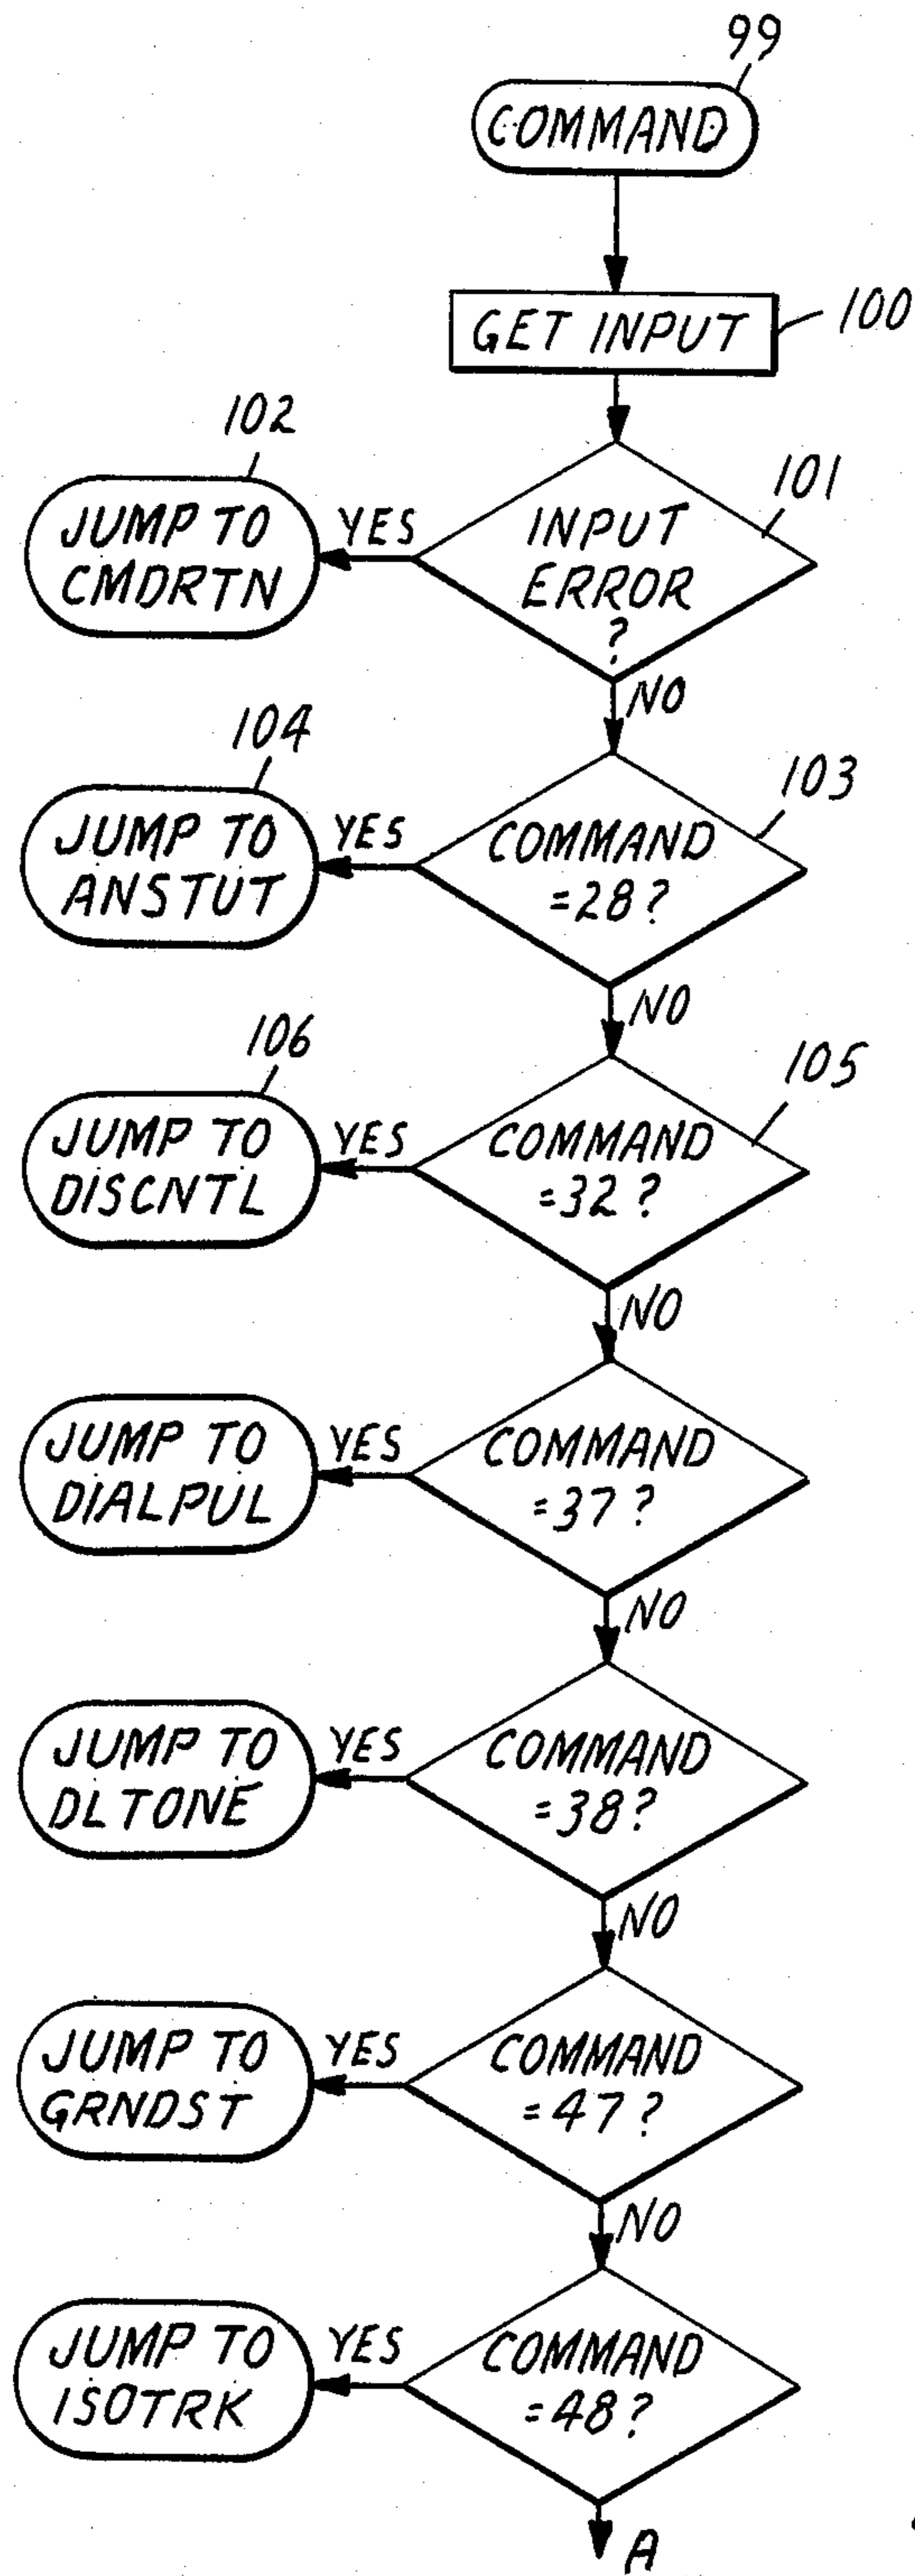 99
COMMAND
GET INPUT
100
102
JUMP TO
CMDRTN
YES
INPUT
ERROR
?
101
NO
104
JUMP TO
ANSTUT
YES
COMMAND
=28?
103
NO
106
JUMP TO
DISCNTL
YES
COMMAND
=32?
105
NO
JUMP TO
DIALPUL
YES
COMMAND
=37?
NO
JUMP TO
DLTONE
YES
COMMAND
=38?
NO
JUMP TO
GRNDST
YES
COMMAND
=47?
NO
JUMP TO
ISOTRK
YES
COMMAND
=48?
A